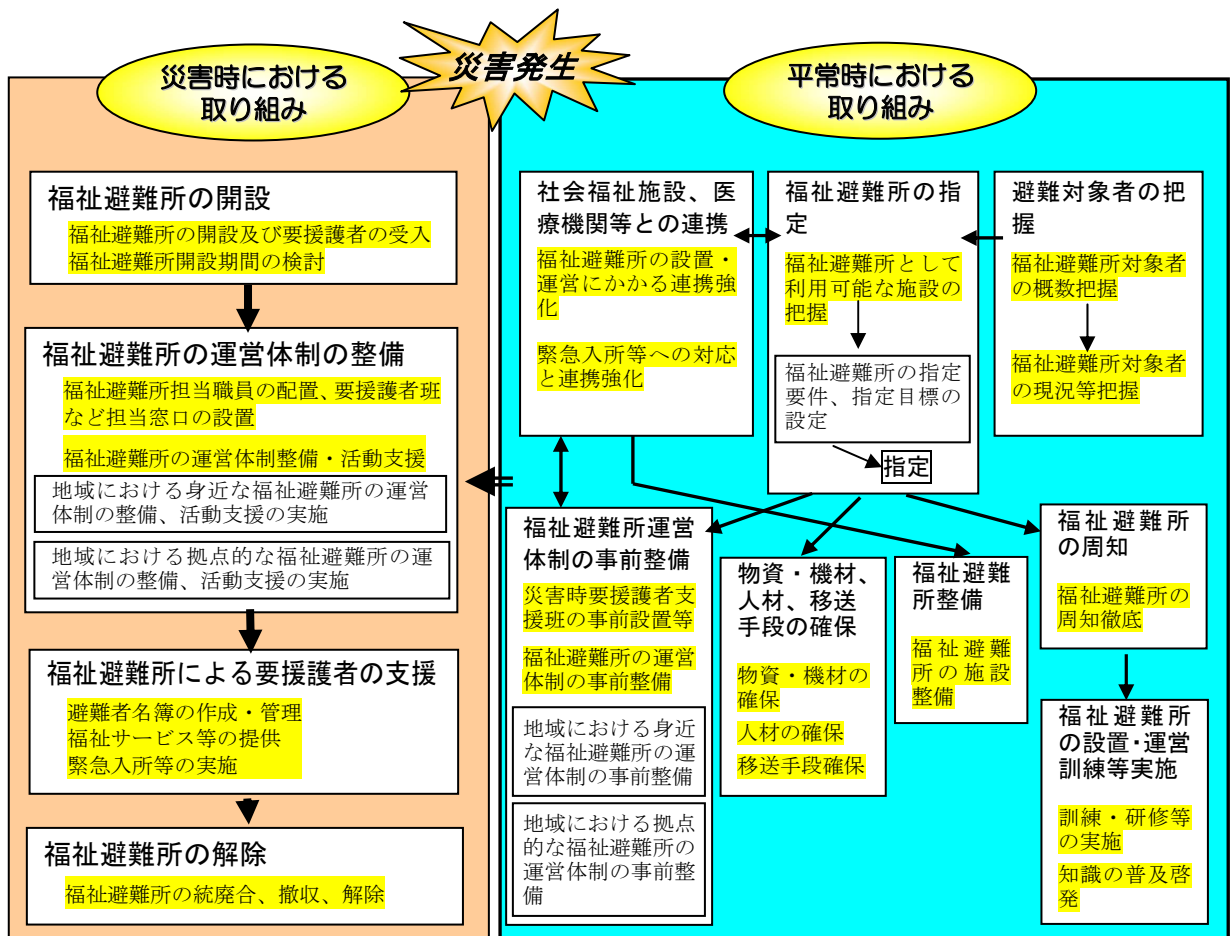 災害発生
災害時における
取り組み
福祉避難所の開設
福祉避難所の開設及び要援護者の受入
福祉避難所開設期間の検討
福祉避難所の運営体制の整備
福祉避難所担当職員の配置、要援護者班
など担当窓口の設置
福祉避難所の運営体制整備・活動支援
地域における身近な福祉避難所の運営
体制の整備、活動支援の実施
地域における拠点的な福祉避難所の運
営体制の整備、活動支援の実施
福祉避難所による要援護者の支援
避難者名簿の作成・管理
福祉サービス等の提供
緊急入所等の実施
福祉避難所の解除
福祉避難所の統廃合、撤収、解除
平常時における
取り組み
社会福祉施設、医
療機関等との連携
福祉避難所の設置・
運営にかかる連携強
化
緊急入所等への対応
と連携強化
福祉避難所の指
定
福祉避難所として
利用可能な施設の
把握
福祉避難所の指定
要件、指定目標の
設定
指定
避難対象者の把
握
福祉避難所対象者
の概数把握
福祉避難所対象者
の現況等把握
福祉避難所運営
体制の事前整備
災害時要援護者支
援班の事前設置等
福祉避難所の運営
体制の事前整備
地域における身近
な福祉避難所の運
営体制の事前整備
地域における拠点
的な福祉避難所の
運営体制の事前整
備
物資・機材、
人材、移送
手段の確保
物資・機材の
確保
人材の確保
移送手段確保
福祉避難
所整備
福祉避難
所の施設
整備
福祉避難所
の周知
福祉避難所の
周知徹底
福祉避難所
の設置・運営
訓練等実施
訓練・研修等
の実施
知識の普及啓
発